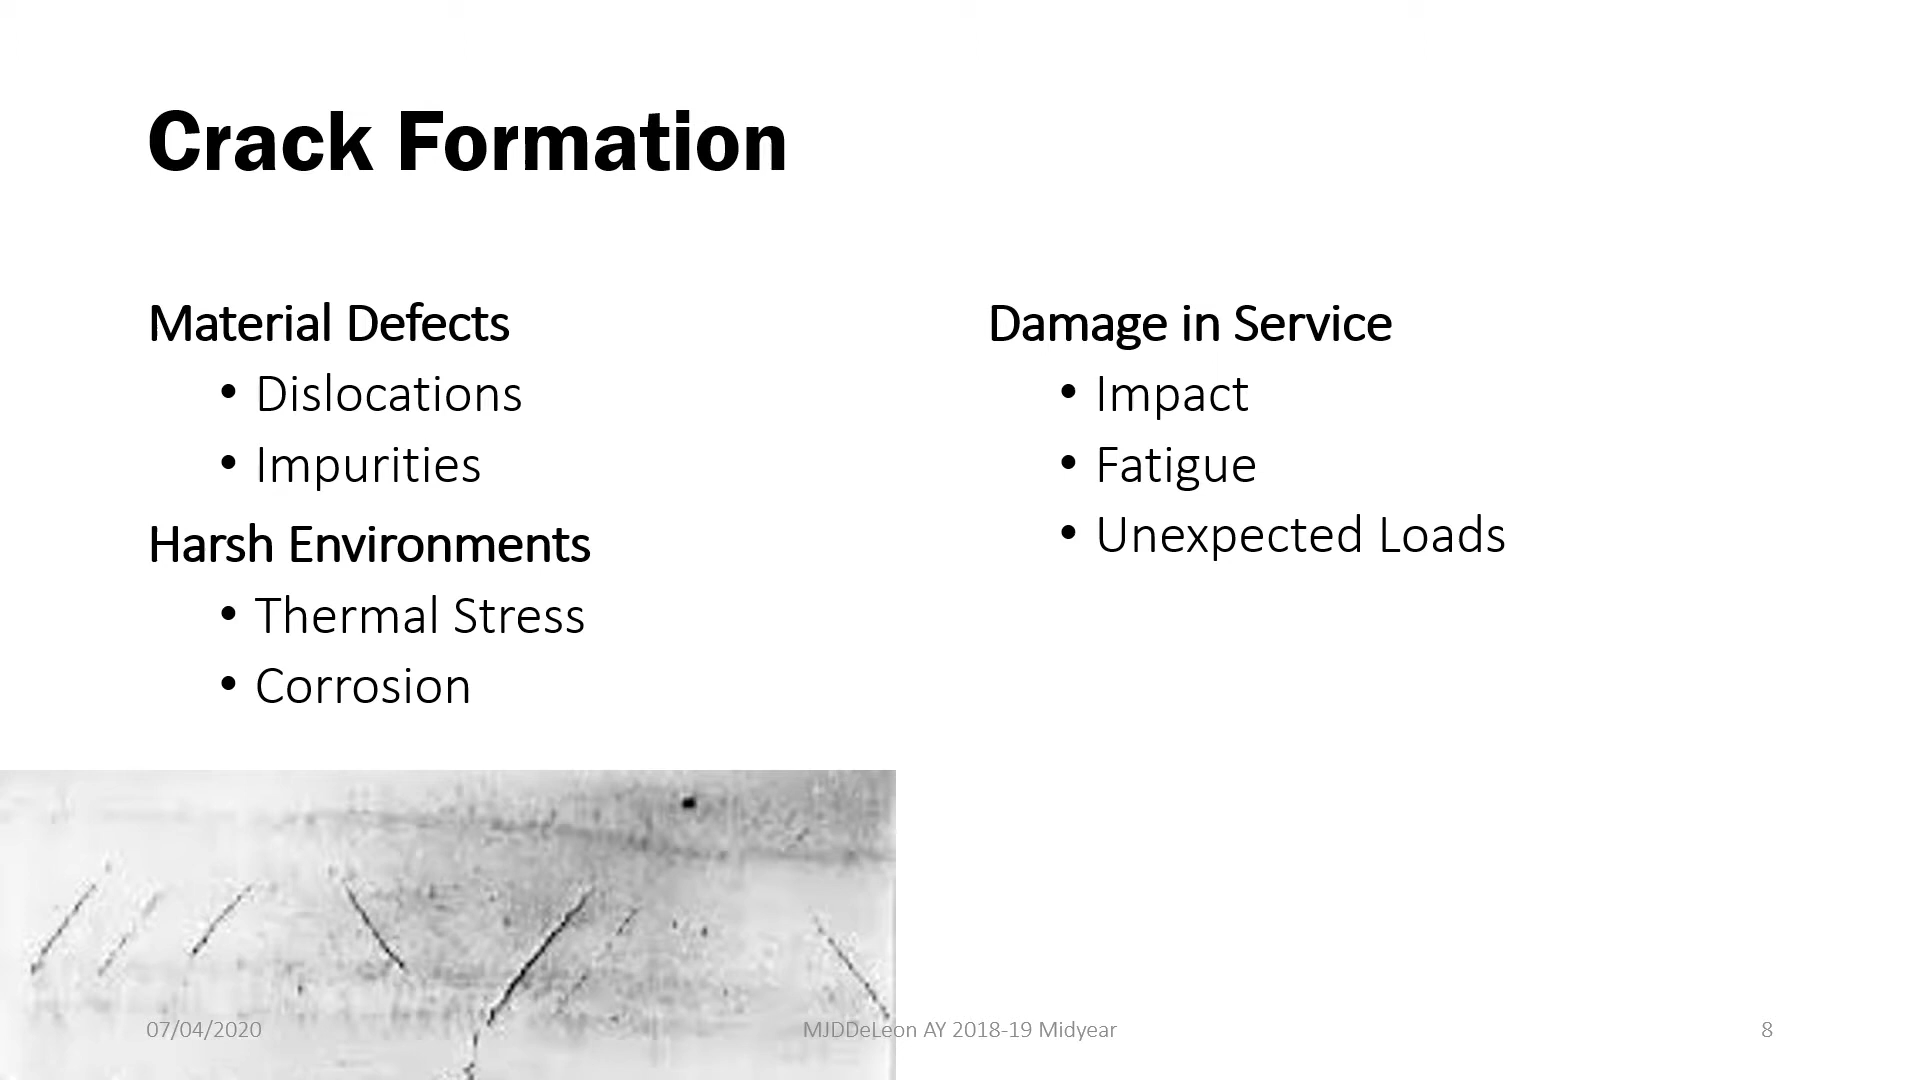 Crack Formation
Material Defects
• Dislocations
• Impurities
Harsh Environments
• Thermal Stress
• Corrosion
Damage in Service
• Impact
• Fatigue
• Unexpected Loads
07/04/2020
MJDDeLeon AY 2018-19 Midyear
8